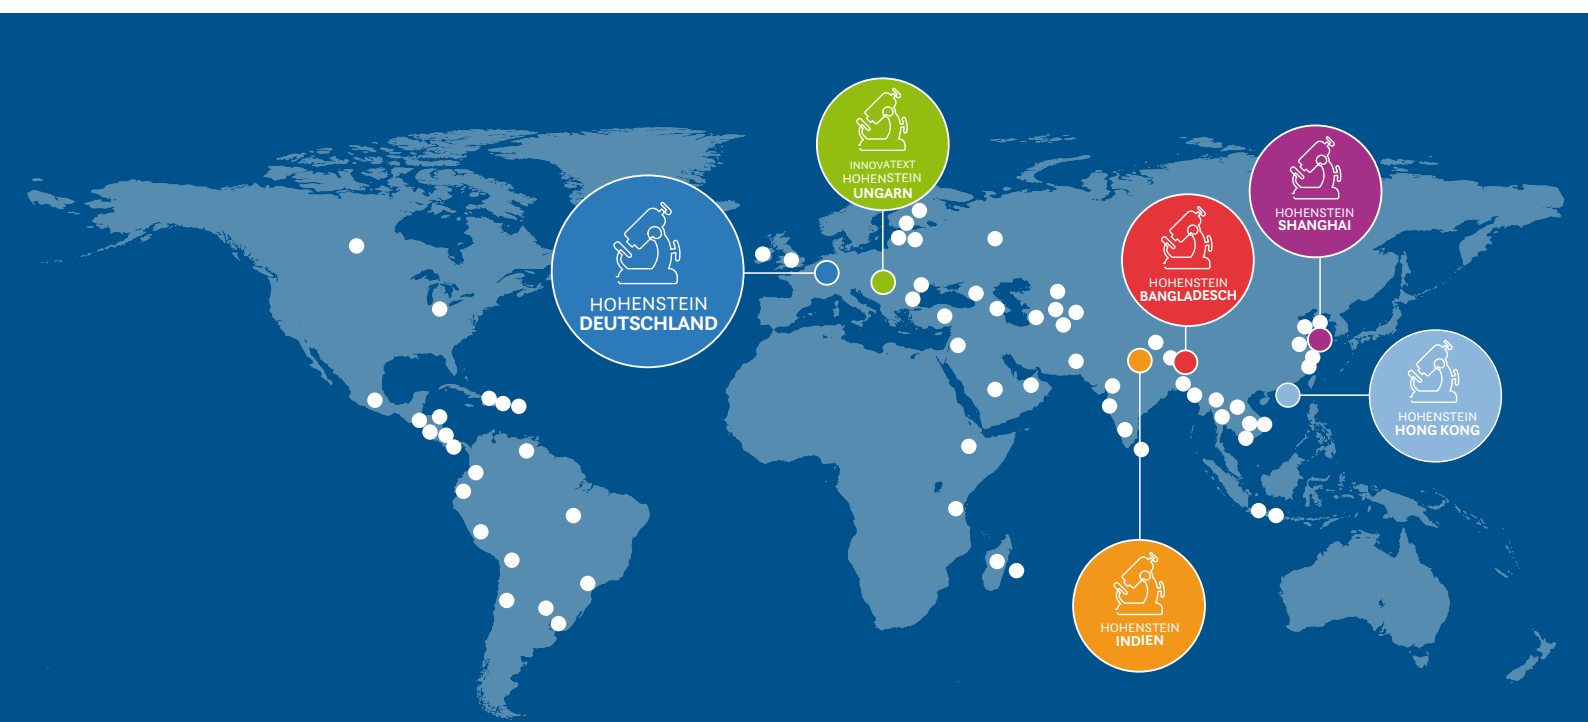 INNOVATEXT
HOHENSTEIN
UNGARN
HOHENSTEIN
DEUTSCHLAND
HOHENSTEIN
BANGLADESCH
HOHENSTEIN
SHANGHAI
HOHENSTEIN
HONG KONG
HOHENSTEIN
INDIEN